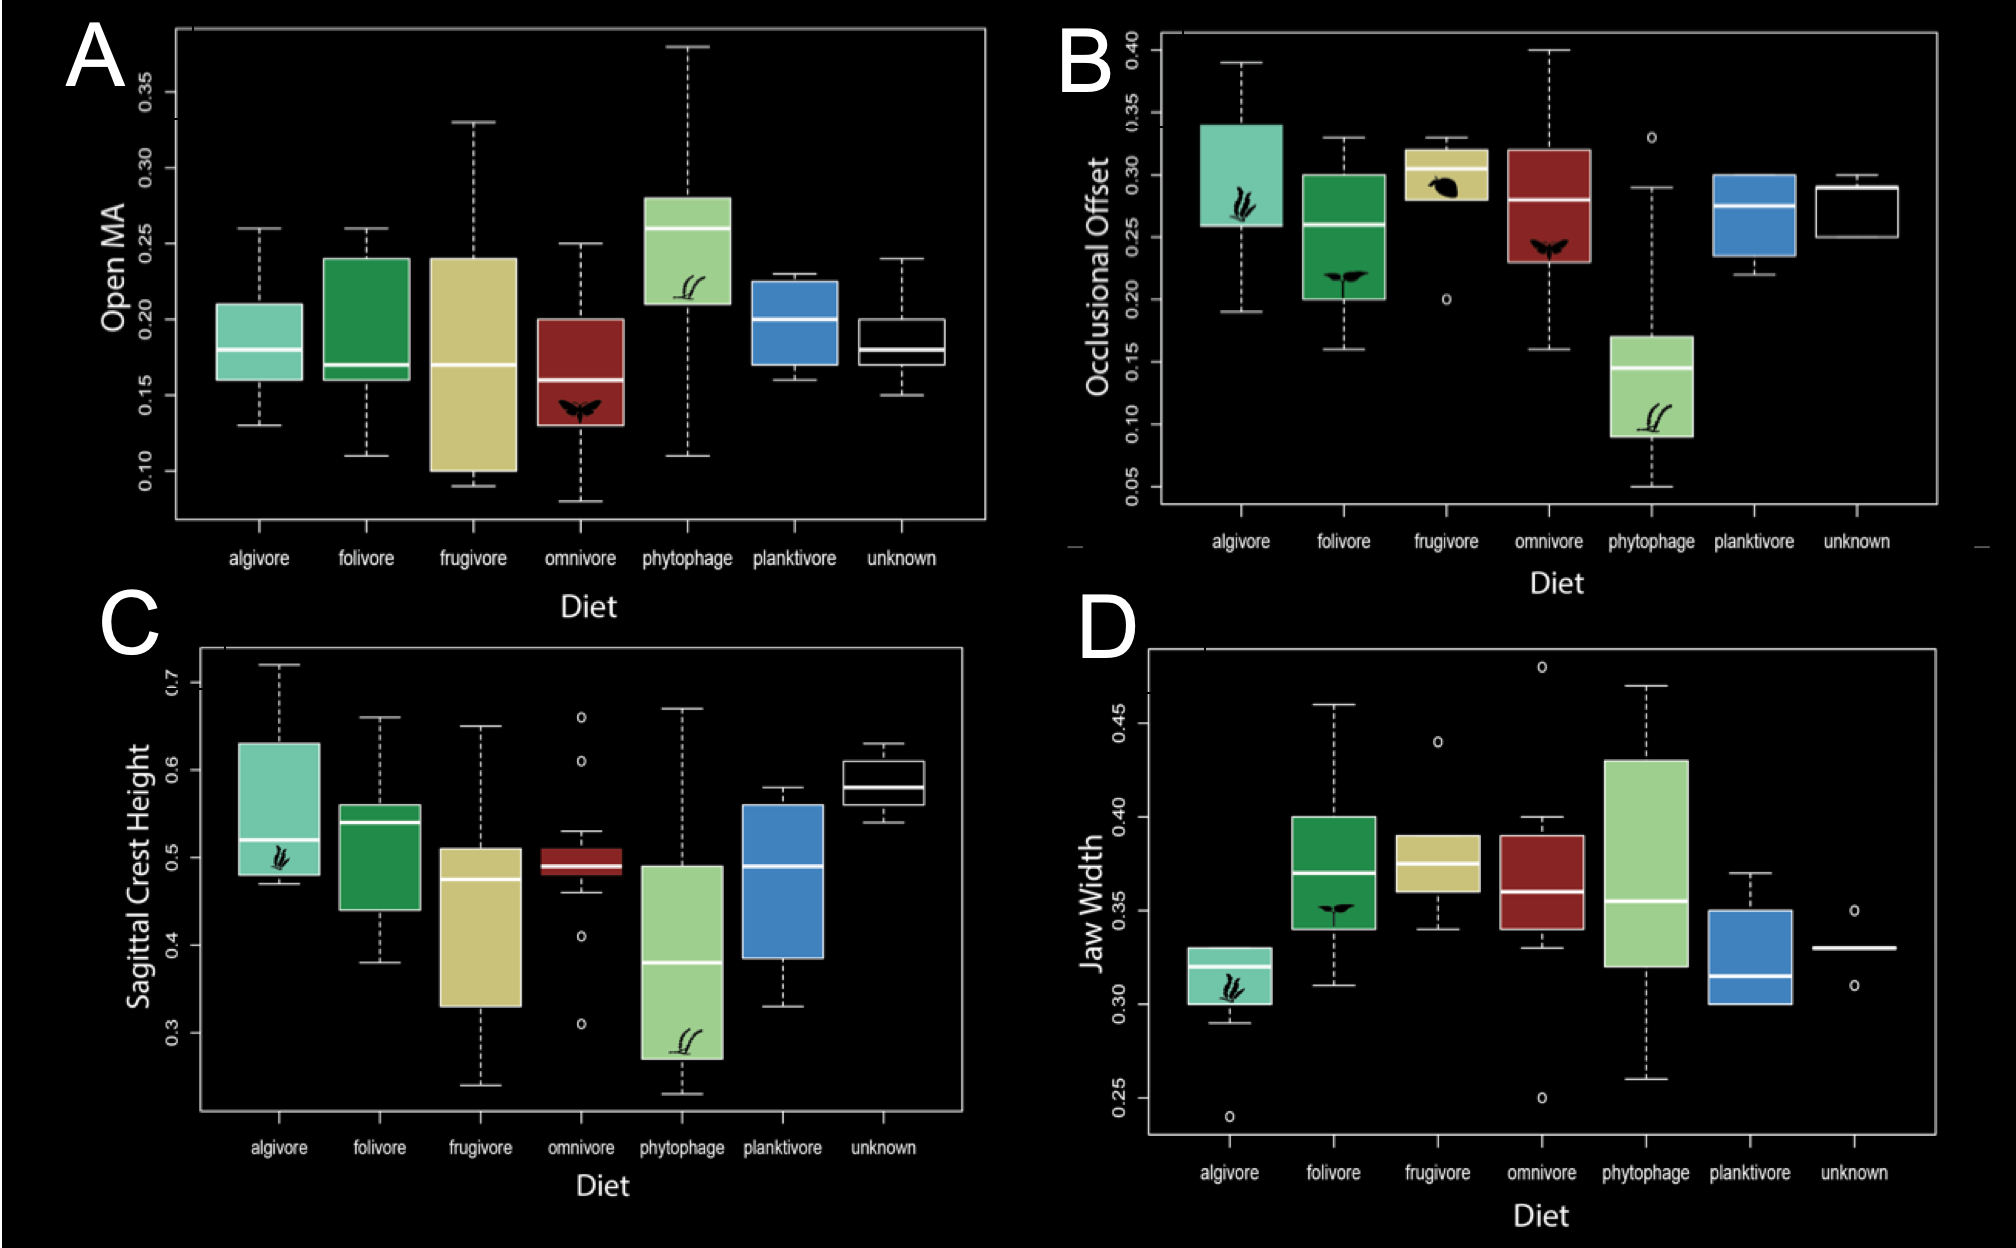 A
Open MA
0.35
0.30
0.25
0.20
0.15
0.10
algivore folivore frugivore omnivore phytophage planktivore unknown
Diet
B
Occlusional Offset
0.40
0.35
0.30
0.25
0.20
0.15
0.10
0.05
algivore folivore frugivore omnivore phytophage planktivore unknown
Diet
C
Sagittal Crest Height
0.7
0.6
0.5
0.4
0.3
algivore folivore frugivore omnivore phytophage planktivore unknown
Diet
D
Jaw Width
0.45
0.40
0.35
0.30
0.25
algivore folivore frugivore omnivore phytophage planktivore unknown
Diet